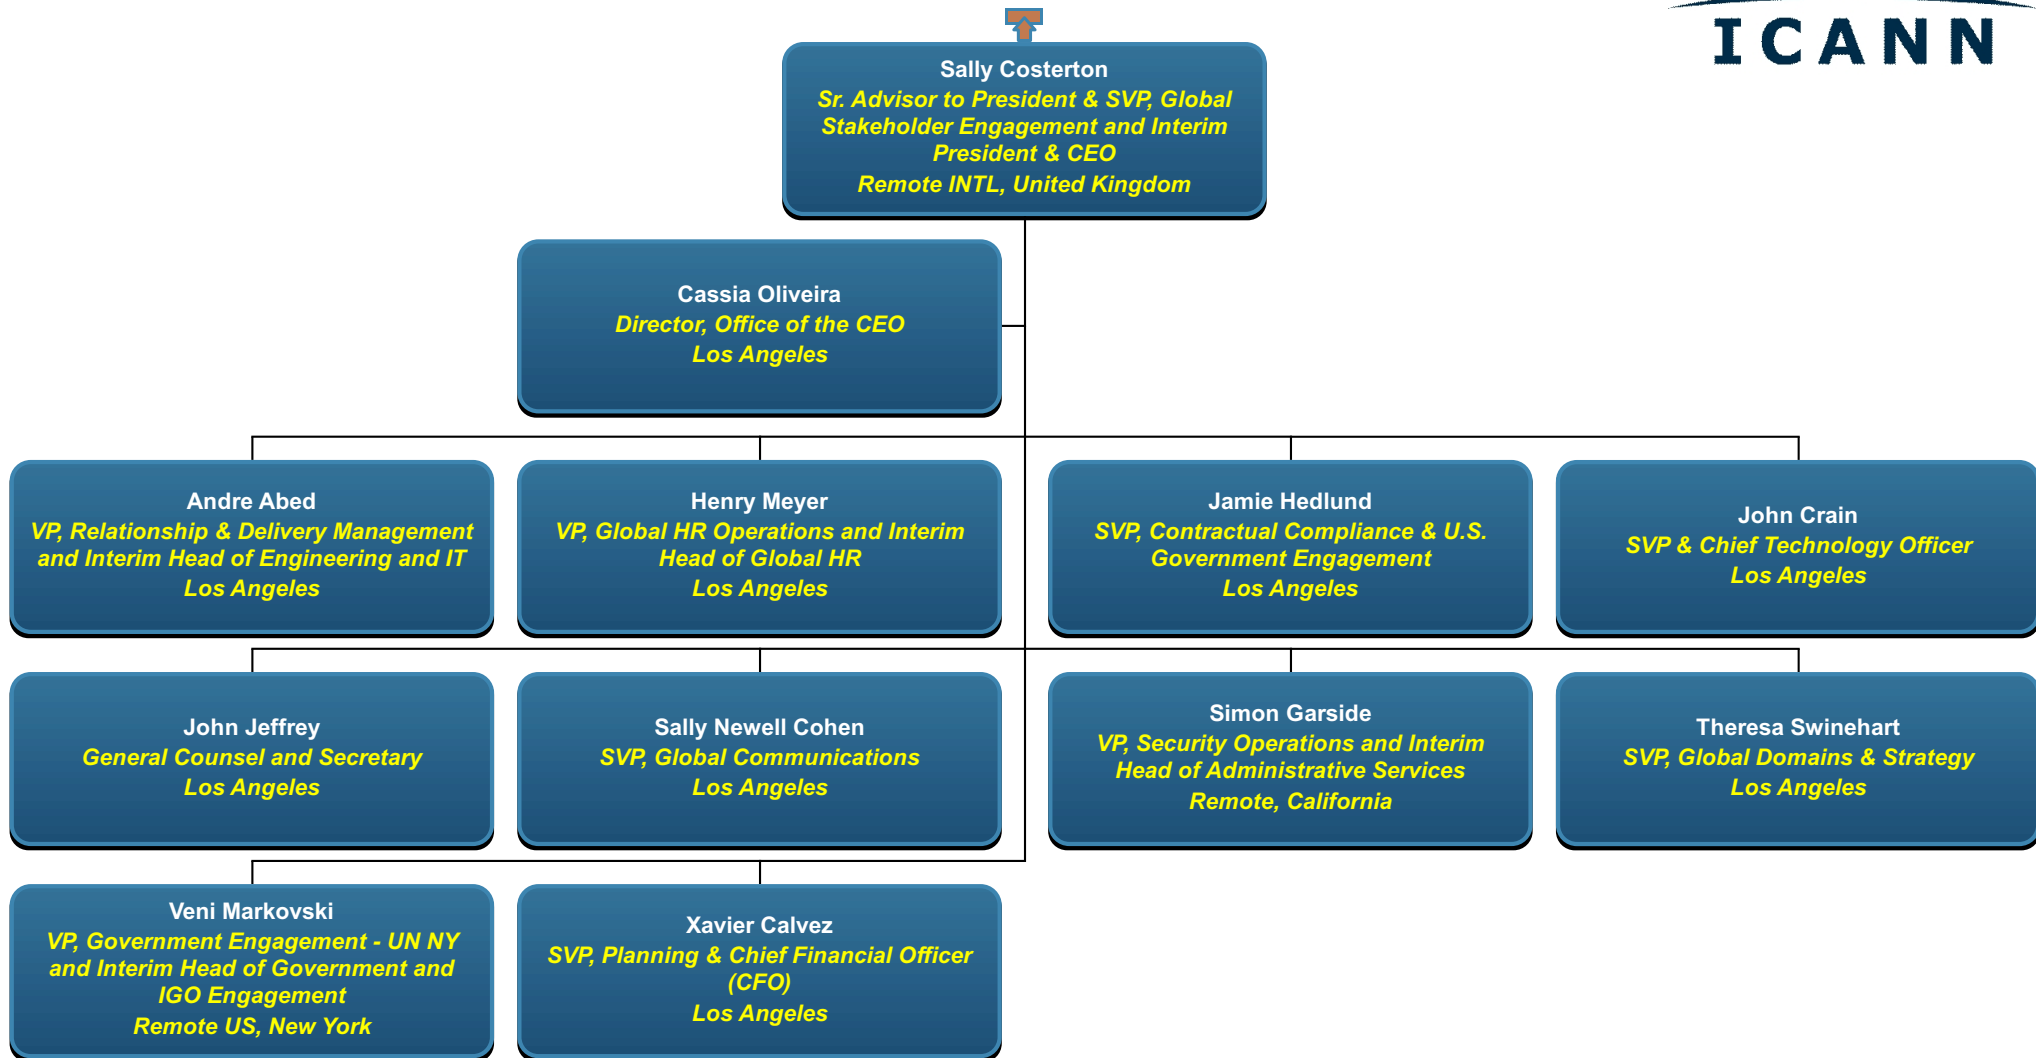 ICANN
Sally Costerton
Sr. Advisor to President & SVP, Global
Stakeholder Engagement and Interim
President & CEO
Remote INTL, United Kingdom
Cassia Oliveira
Director, Office of the CEO
Los Angeles
Andre Abed
VP, Relationship & Delivery Management
and Interim Head of Engineering and IT
Los Angeles
Henry Meyer
VP, Global HR Operations and Interim
Head of Global HR
Los Angeles
Jamie Hedlund
SVP, Contractual Compliance & U.S.
Government Engagement
Los Angeles
John Crain
SVP & Chief Technology Officer
Los Angeles
John Jeffrey
General Counsel and Secretary
Los Angeles
Sally Newell Cohen
SVP, Global Communications
Los Angeles
Simon Garside
VP, Security Operations and Interim
Head of Administrative Services
Remote, California
Theresa Swinehart
SVP, Global Domains & Strategy
Los Angeles
Veni Markovski
VP, Government Engagement - UN NY
and Interim Head of Government and
IGO Engagement
Remote US, New York
Xavier Calvez
SVP, Planning & Chief Financial Officer
(CFO)
Los Angeles